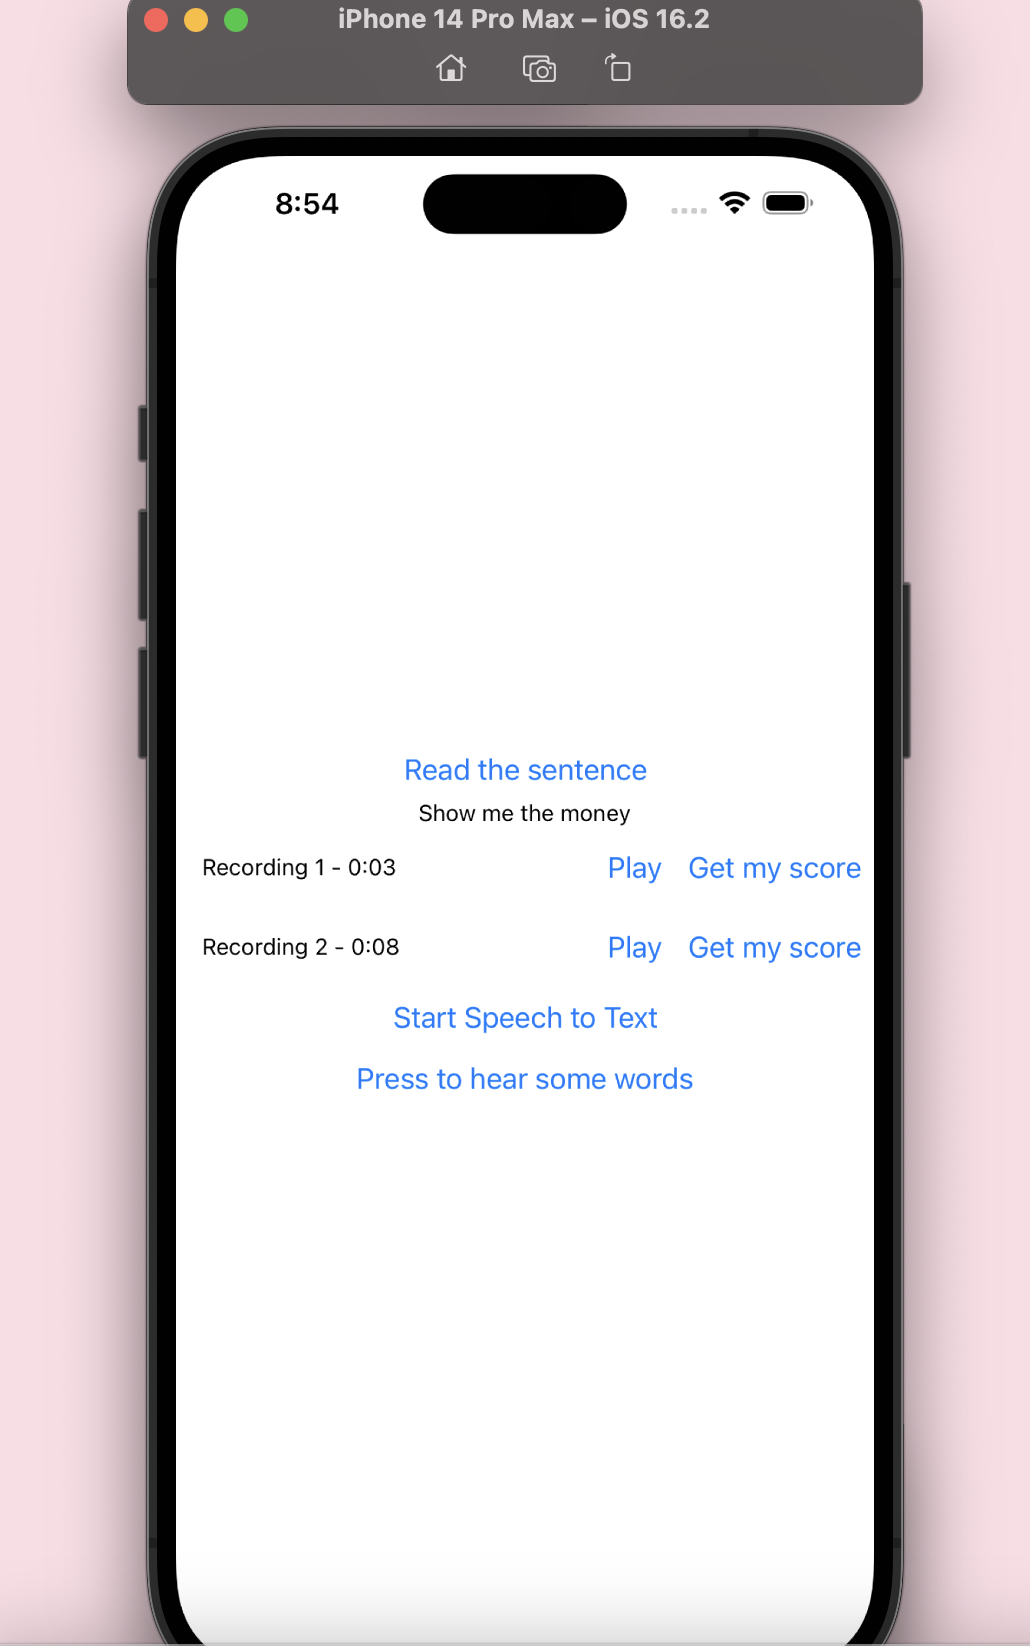 iPhone 14 Pro Max – iOS 16.2
8:54
Read the sentence
Show me the money
Recording 1 - 0:03 Play Get my score
Recording 2 - 0:08 Play Get my score
Start Speech to Text
Press to hear some words